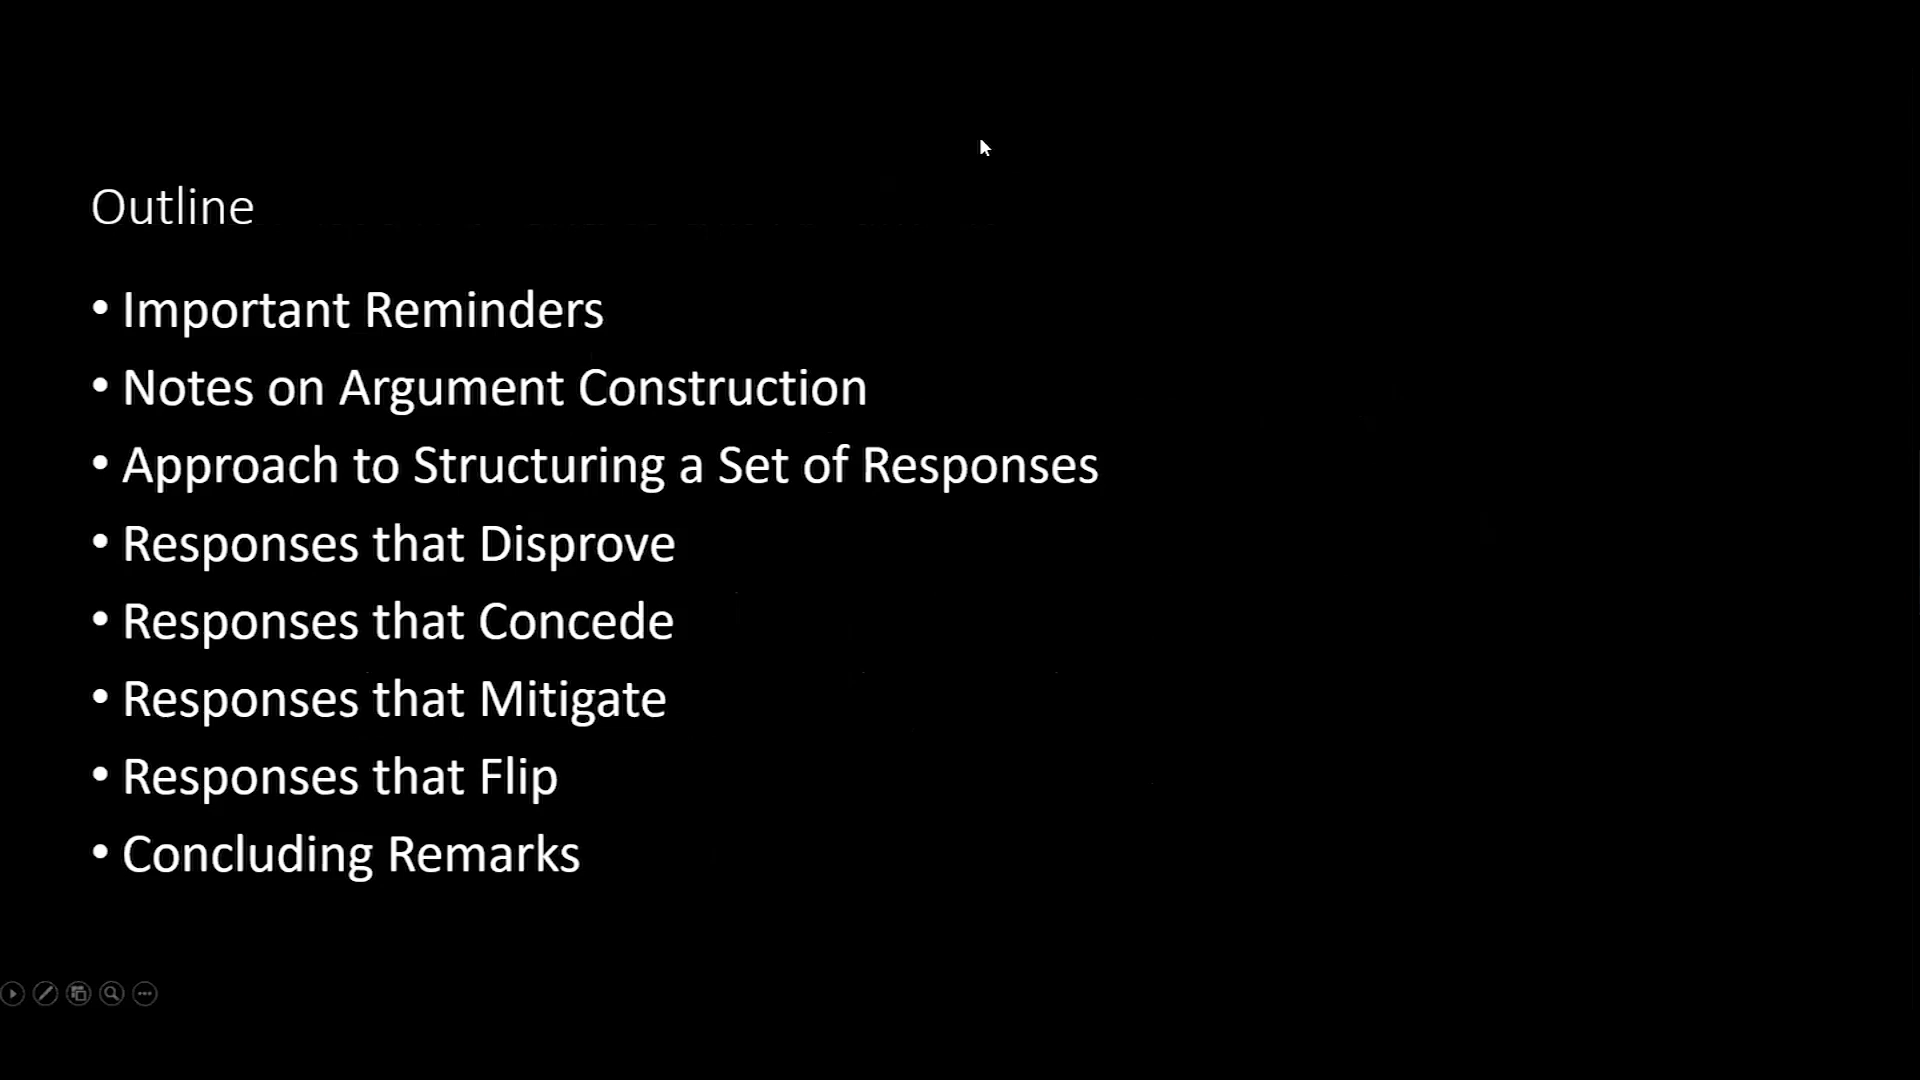 Outline
• Important Reminders
• Notes on Argument Construction
• Approach to Structuring a Set of Responses
• Responses that Disprove
• Responses that Concede
• Responses that Mitigate
• Responses that Flip
• Concluding Remarks